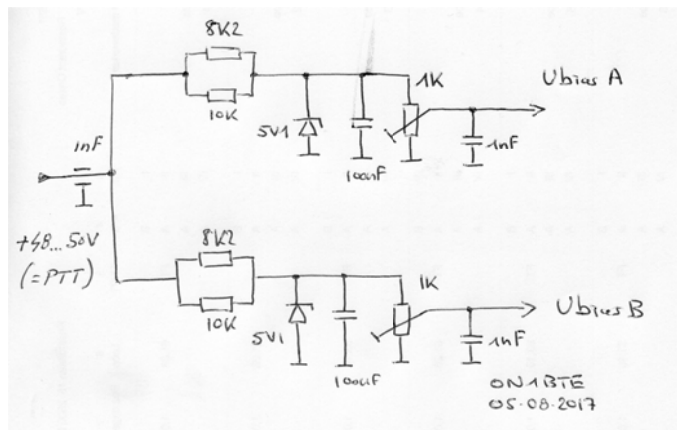 8K2
10K
1K
Ubias A
5V1
100nF
1nF
1nF
+48...50V
(=PTT)
8K2
10K
1K
Ubias B
5V1
100nF
1nF
ON1BTE
05-08-2017